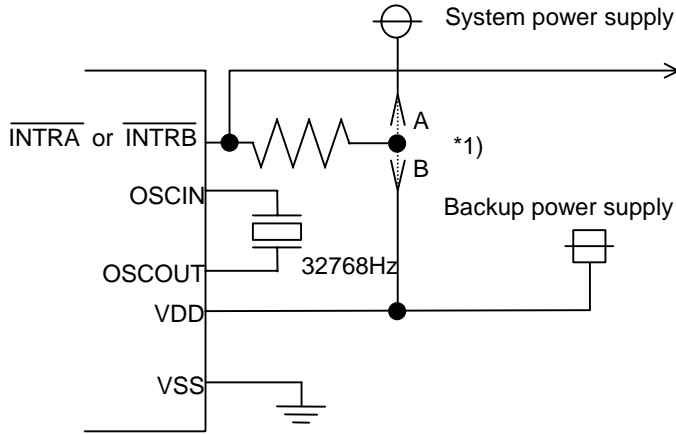 System power supply
A
INTRA or INTRB
*1)
B
OSCIN
Backup power supply
OSCOUT
32768Hz
VDD
VSS